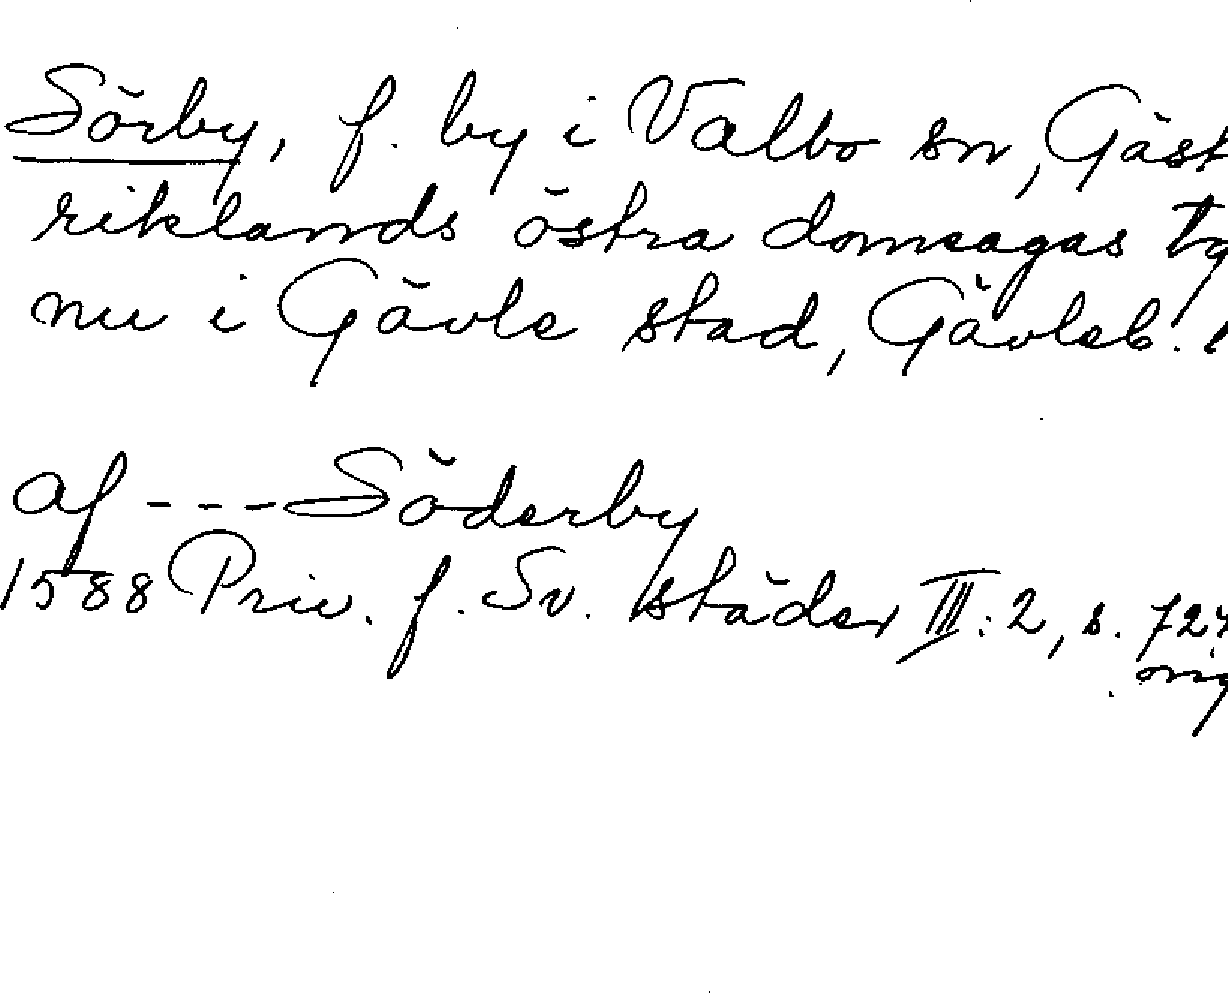 Sörby, f. by i Valbo sn, Gäst
riklands östra domsagas tg
nu i Gävle stad, Gävleb.
af --- Söderby
1588 Priv. f. Sv. städer III:2, s. 727